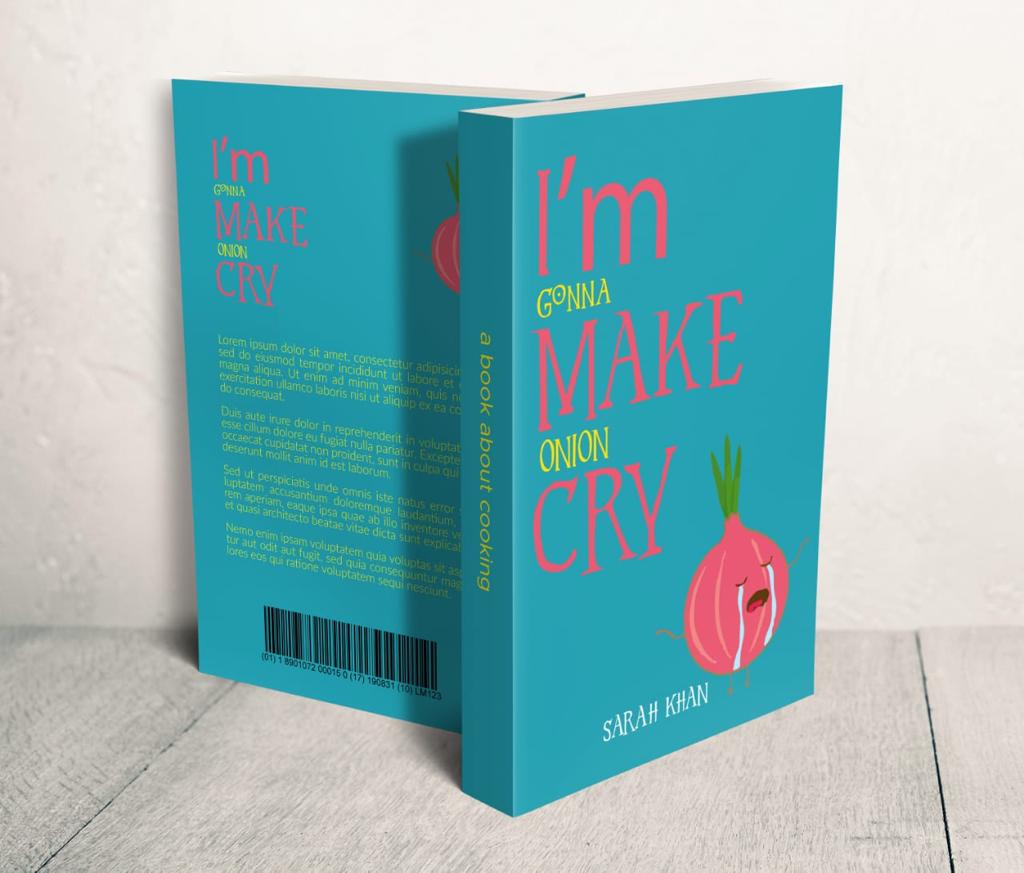 I'm
GONNA
MAKE
ONION
CRY
Lorem ipsum dolor sit amet, consectetur adipisicin
sed do eiusmod tempor incididunt ut labore et
magna aliqua. Ut enim ad minim veniam, quis
exercitation ullamco laboris nisi ut aliquip ex ea co
do consequat.
Duis aute irure dolor in reprehenderit in voluptat
esse cillum dolore eu fugiat nulla pariatur. Excepte
occaecat cupidatat non proident, sunt in culpa qui
deserunt mollit anim id est laborum.
Sed ut perspiciatis unde omnis iste natus error
luptatem accusantium doloremque laudantium,
rem aperiam, eaque ipsa quae ab illo inventore ve
et quasi architecto beatae vitae dicta sunt explicab
Nemo enim ipsam voluptatem quia voluptas sit asp
tur aut odit aut fugit, sed quia consequuntur mag
lores eos qui ratione voluptatem sequi nesciunt.
(01) 1 8901072 00015 0 (17) 190831 (10) LM123
a book about cooking
I'm
GONNA
MAKE
ONION
CRY
SARAH KHAN